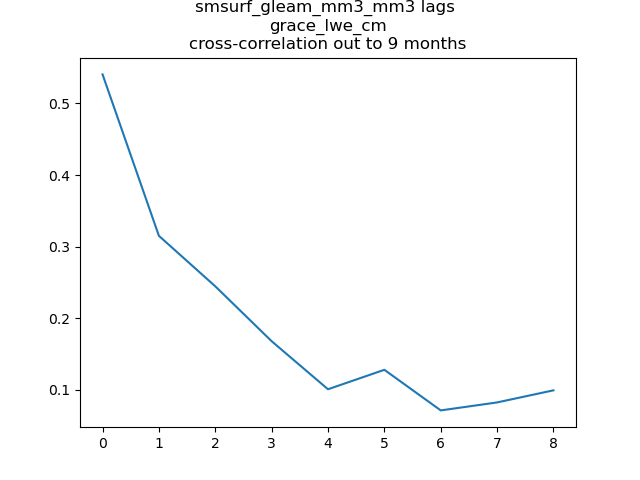 smsurf_gleam_mm3_mm3 lags
grace_lwe_cm
cross-correlation out to 9 months
0.5
0.4
0.3
0.2
0.1
0 1 2 3 4 5 6 7 8